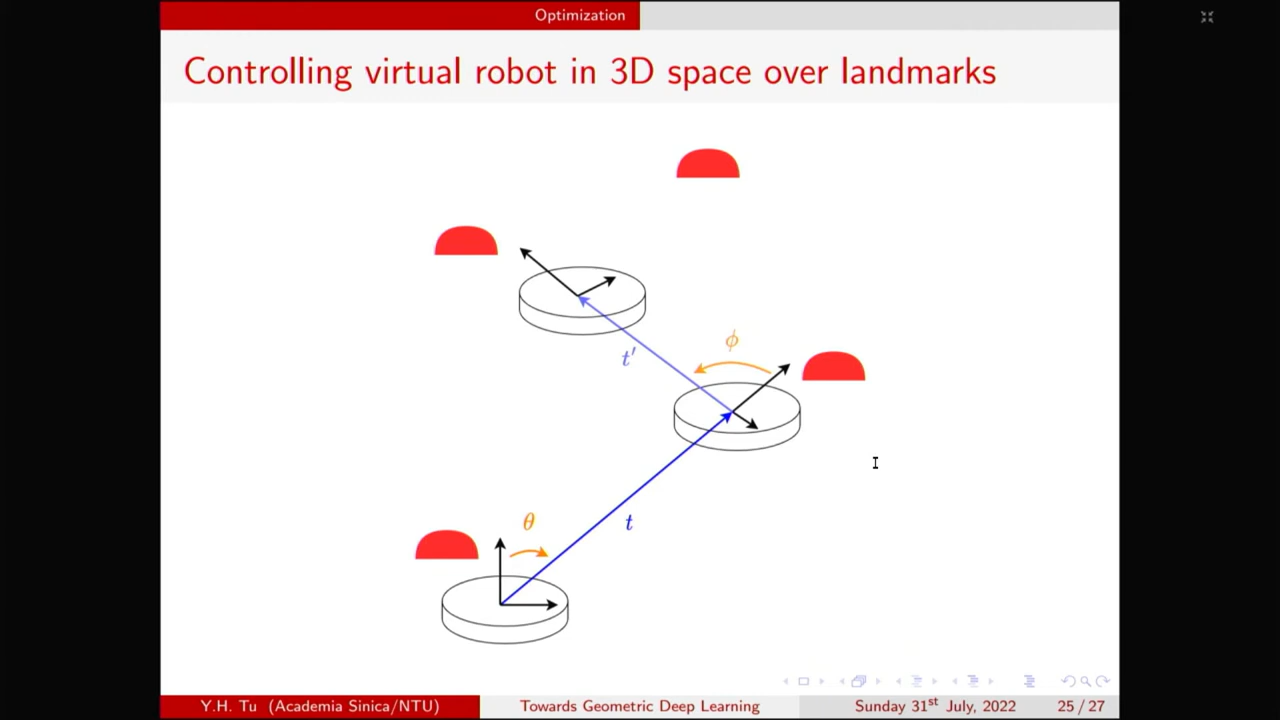 Optimization
Controlling virtual robot in 3D space over landmarks
ϕ
t′
θ
t
Y.H. Tu (Academia Sinica/NTU)
Towards Geometric Deep Learning
Sunday 31st July, 2022
25 / 27